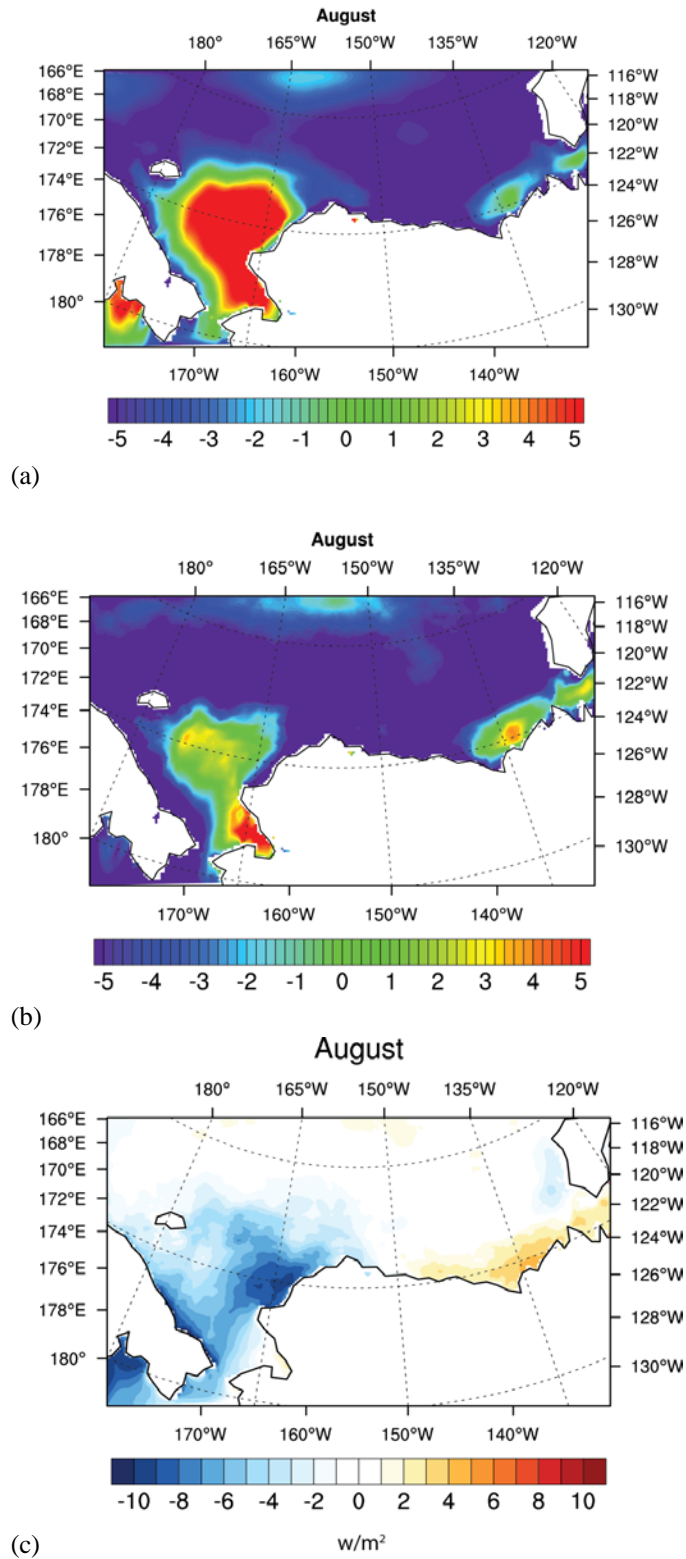 August
180° 165°W 150°W 135°W 120°W
166°E 116°W
168°E 118°W
170°E 120°W
172°E 122°W
174°E 124°W
176°E 126°W
178°E 128°W
180° 130°W
170°W 160°W 150°W 140°W
-5 -4 -3 -2 -1 0 1 2 3 4 5
(a)
August
180° 165°W 150°W 135°W 120°W
166°E 116°W
168°E 118°W
170°E 120°W
172°E 122°W
174°E 124°W
176°E 126°W
178°E 128°W
180° 130°W
170°W 160°W 150°W 140°W
-5 -4 -3 -2 -1 0 1 2 3 4 5
(b)
August
180° 165°W 150°W 135°W 120°W
166°E 116°W
168°E 118°W
170°E 120°W
172°E 122°W
174°E 124°W
176°E 126°W
178°E 128°W
180° 130°W
170°W 160°W 150°W 140°W
-10 -8 -6 -4 -2 0 2 4 6 8 10
(c) w/m²